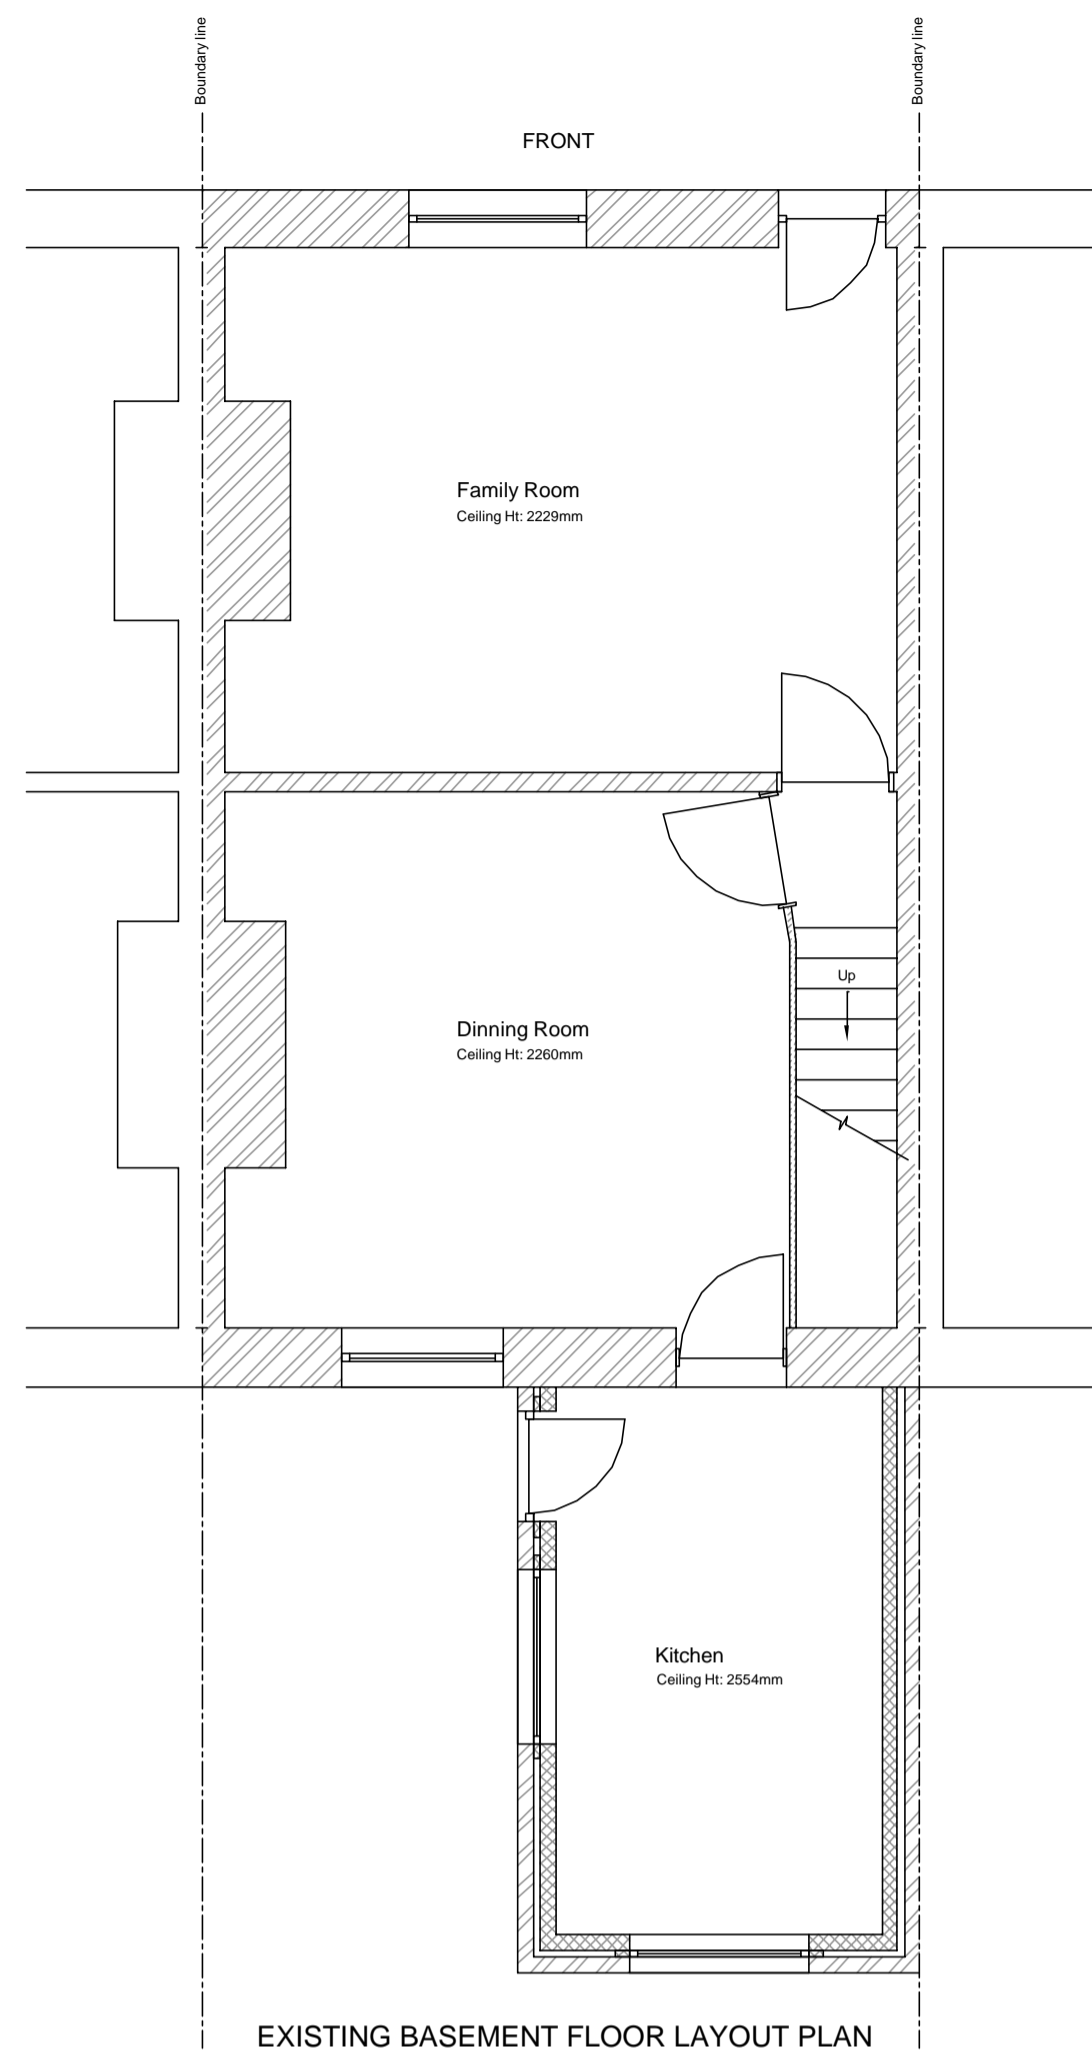 Boundary line
Boundary line
FRONT
Family Room
Ceiling Ht: 2229mm
Up
Dinning Room
Ceiling Ht: 2260mm
Kitchen
Ceiling Ht: 2554mm
EXISTING BASEMENT FLOOR LAYOUT PLAN